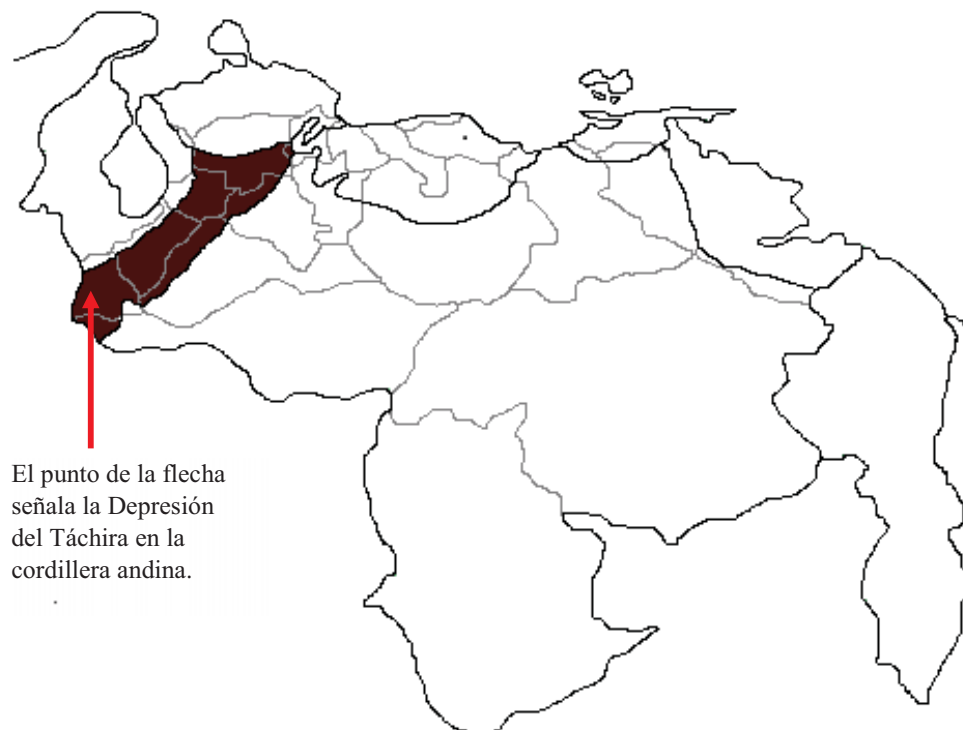 El punto de la flecha
señala la Depresión
del Táchira en la
cordillera andina.